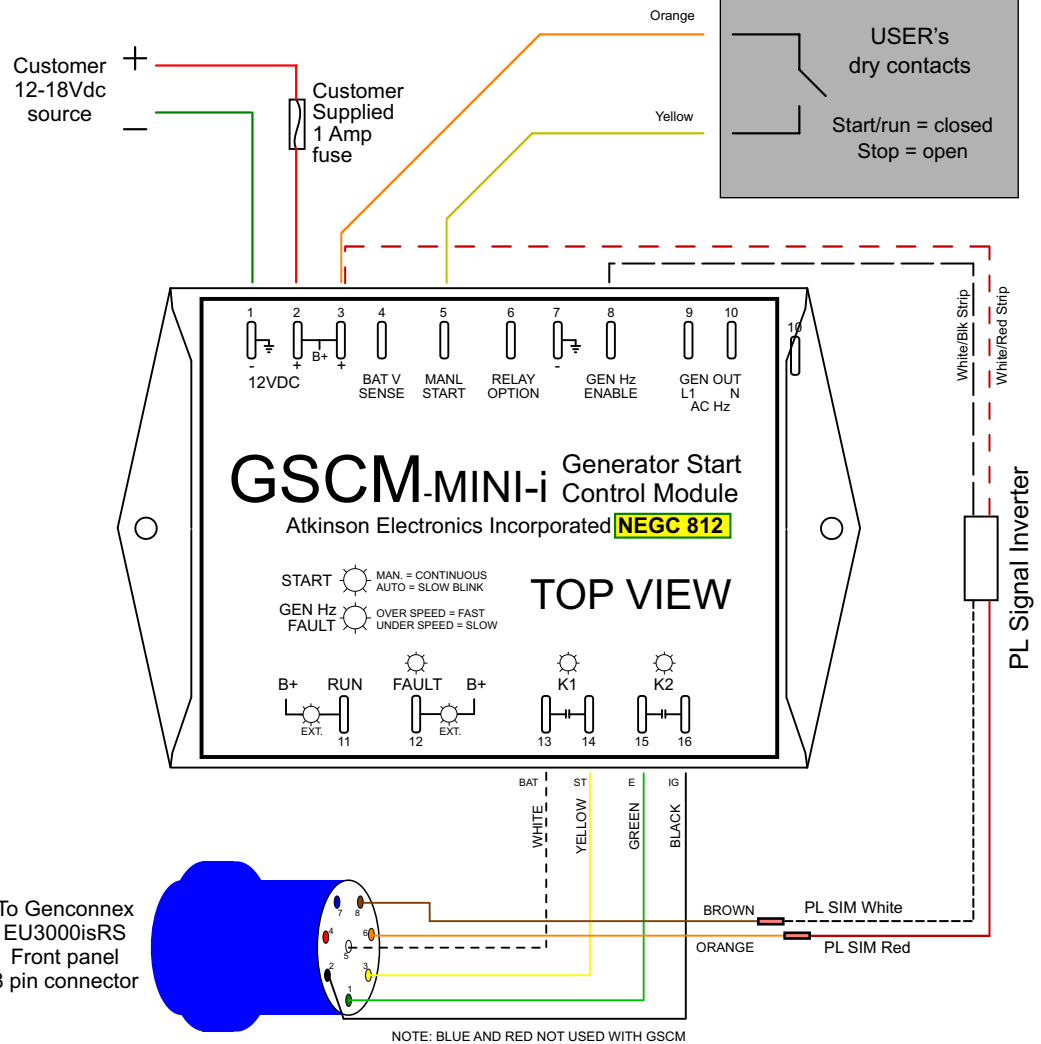 Orange
USER's
dry contacts
Start/run = closed
Stop = open
Yellow
Customer
12-18Vdc
source
+
−
Customer
Supplied
1 Amp
fuse
White/Blk Strip
White/Red Strip
1
2
3
4
5
6
7
8
9
10
10
-
+
B+
+
-
12VDC
BAT V
SENSE
MANL
START
RELAY
OPTION
GEN Hz
ENABLE
GEN OUT
L1 N
AC Hz
GSCM-MINI-i
Generator Start
Control Module
Atkinson Electronics Incorporated NEGC 812
START
MAN. = CONTINUOUS
AUTO = SLOW BLINK
GEN Hz
FAULT
OVER SPEED = FAST
UNDER SPEED = SLOW
TOP VIEW
PL Signal Inverter
B+ RUN
EXT.
11
FAULT B+
EXT.
12
K1
13 14
K2
15 16
BAT ST E IG
WHITE
YELLOW
GREEN
BLACK
To Genconnex
EU3000isRS
Front panel
8 pin connector
7
8
4
6
5
2
3
1
BROWN
PL SIM White
ORANGE
PL SIM Red
NOTE: BLUE AND RED NOT USED WITH GSCM